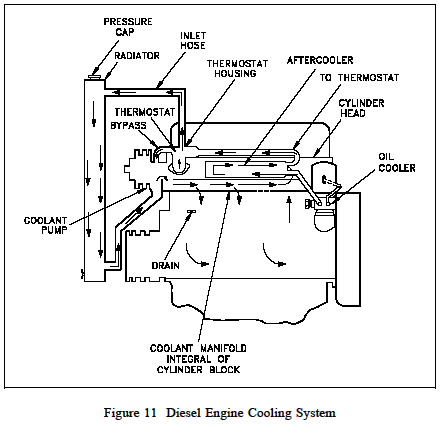 PRESSURE
CAP
RADIATOR
INLET
HOSE
THERMOSTAT
HOUSING
AFTERCOOLER
TO THERMOSTAT
CYLINDER
HEAD
THERMOSTAT
BYPASS
OIL
COOLER
COOLANT
PUMP
DRAIN
COOLANT MANIFOLD
INTEGRAL OF
CYLINDER BLOCK
Figure 11 Diesel Engine Cooling System